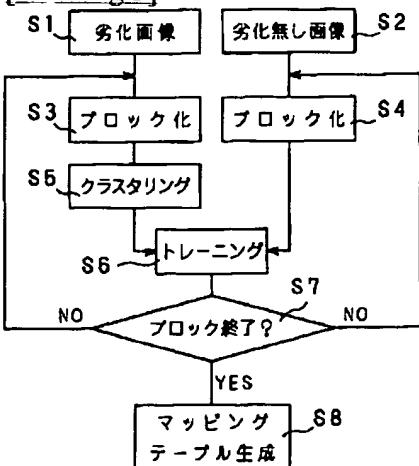 S1
劣化画像
劣化無し画像
S2
S3
ブロック化
ブロック化
S4
S5
クラスタリング
トレーニング
S6
S7
NO
ブロック終了?
NO
YES
マッピング
テーブル生成
S8